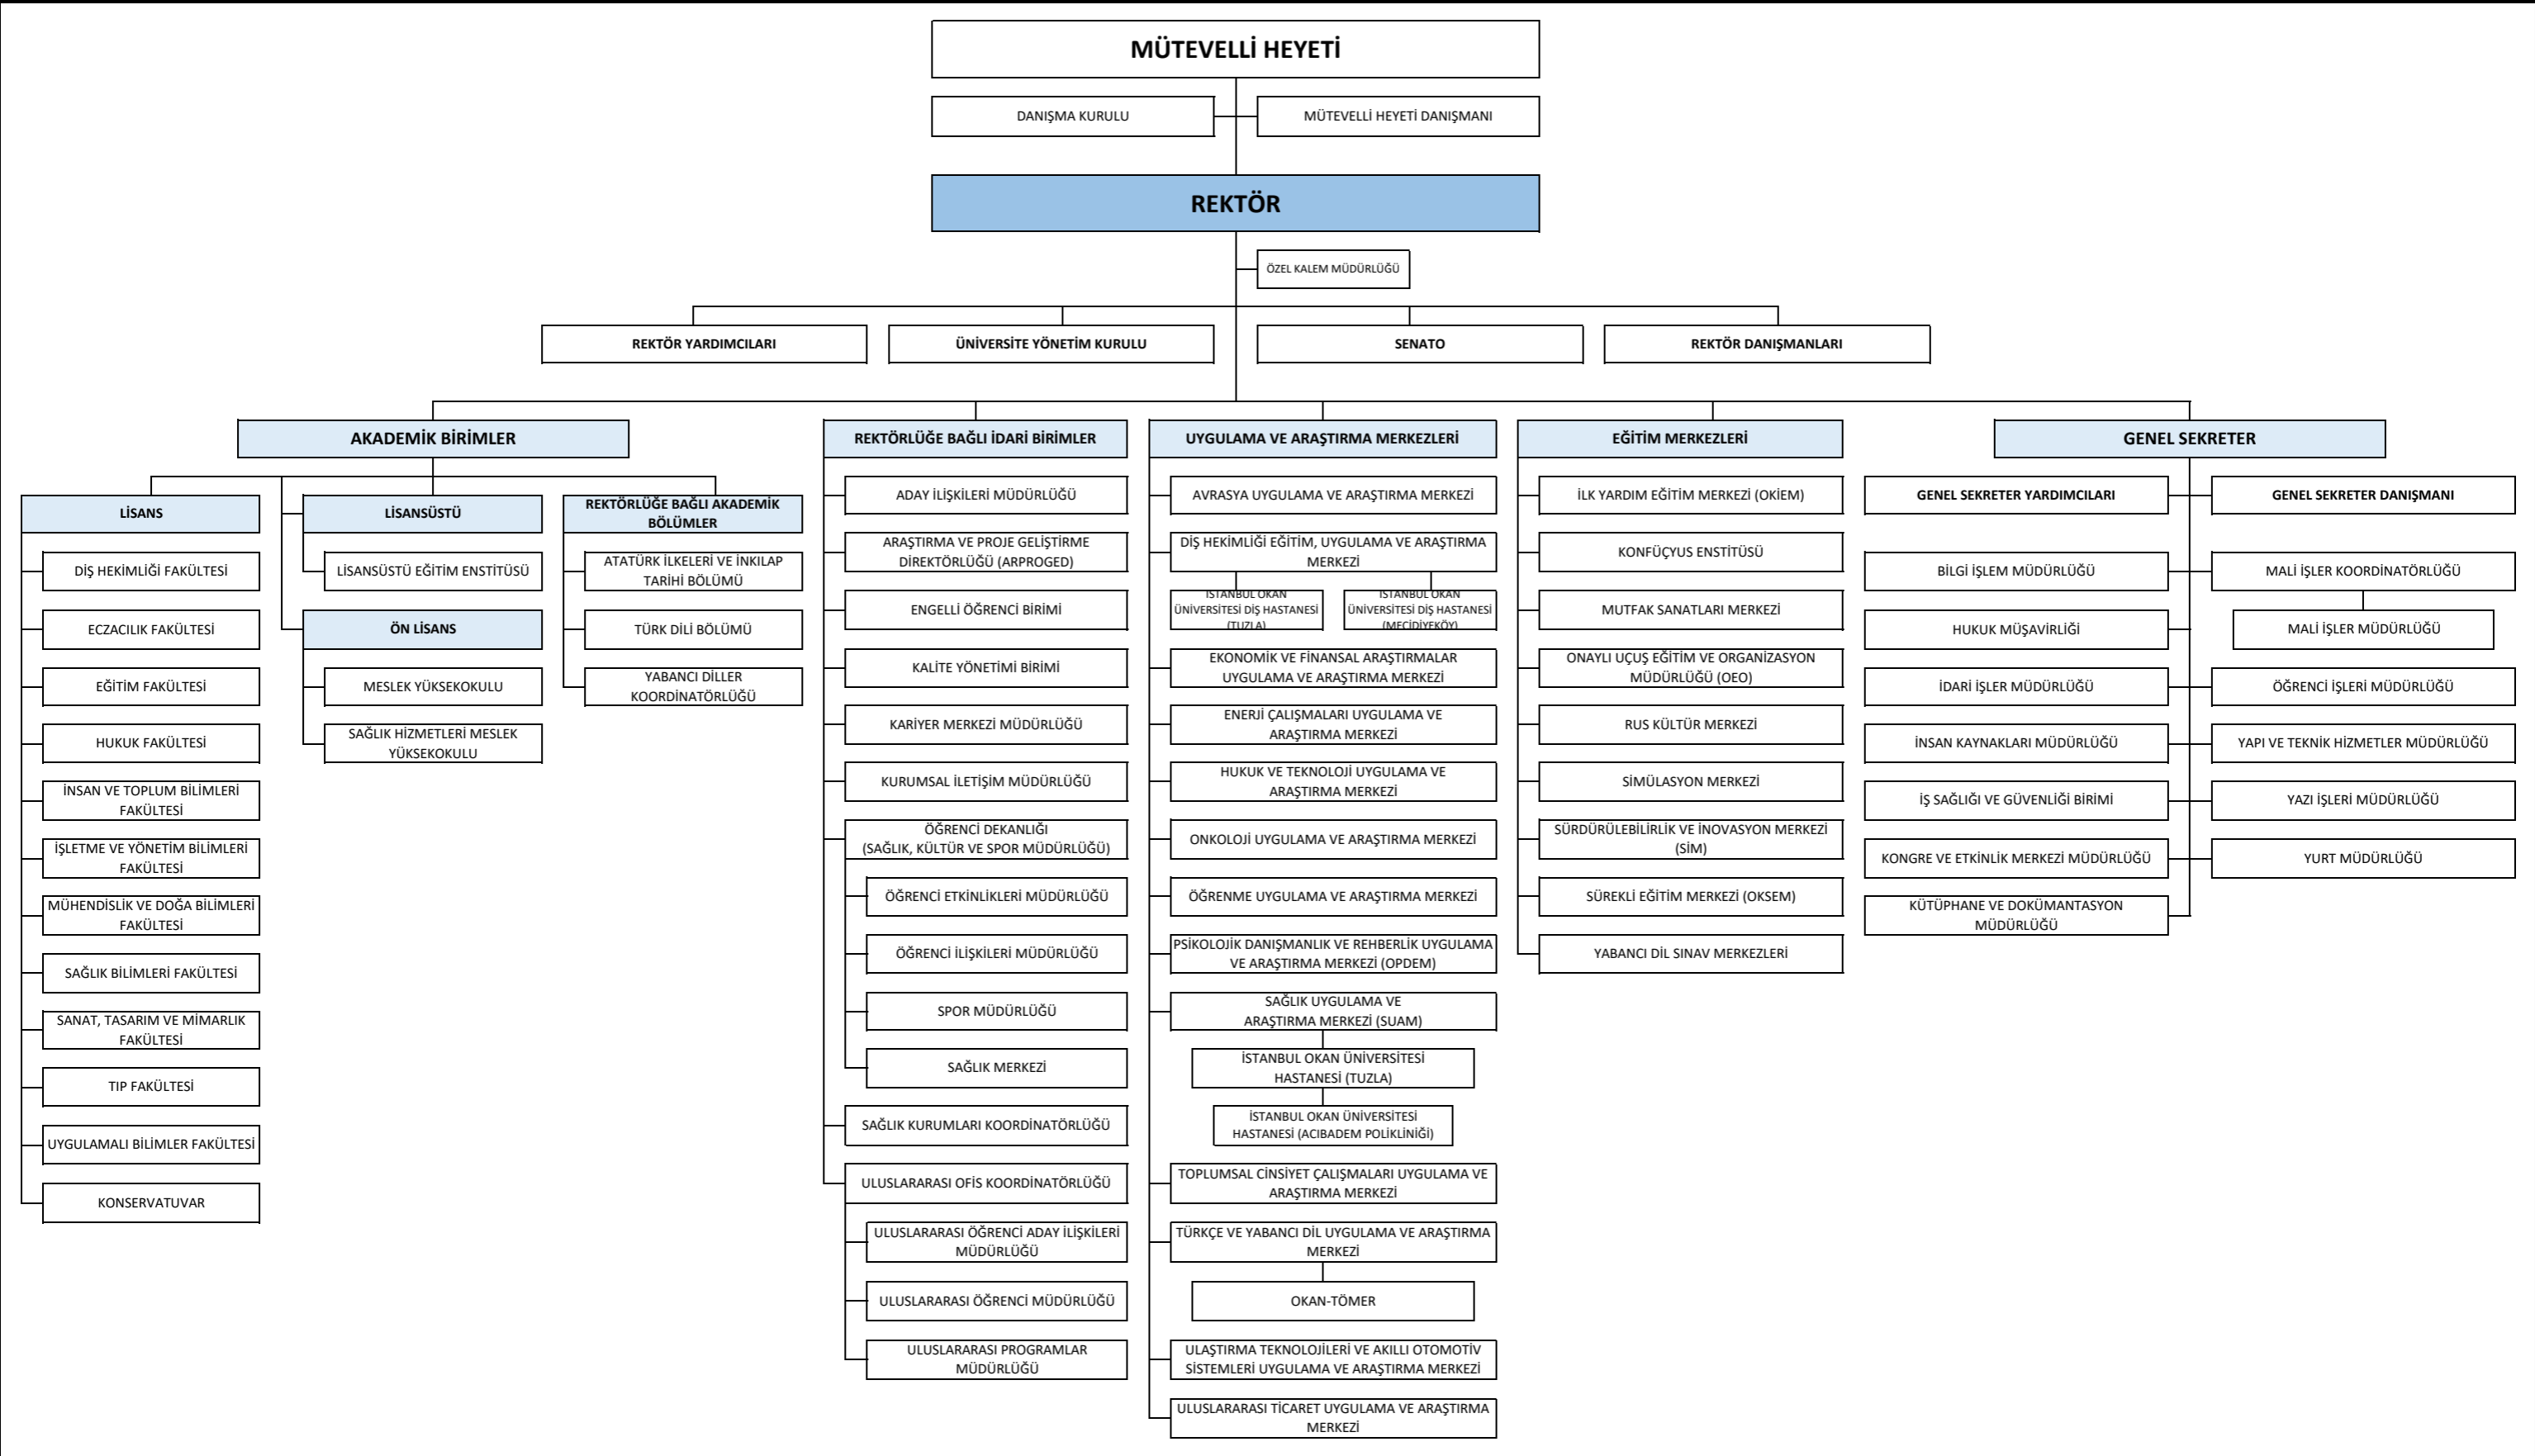 MÜTEVELLİ HEYETİ
DANIŞMA KURULU
MÜTEVELLİ HEYETİ DANIŞMANI
REKTÖR
ÖZEL KALEM MÜDÜRLÜĞÜ
REKTÖR YARDIMCILARI
ÜNİVERSİTE YÖNETİM KURULU
SENATO
REKTÖR DANIŞMANLARI
AKADEMİK BİRİMLER
LİSANS
DİŞ HEKİMLİĞİ FAKÜLTESİ
ECZACILIK FAKÜLTESİ
EĞİTİM FAKÜLTESİ
HUKUK FAKÜLTESİ
İNSAN VE TOPLUM BİLİMLERİ
FAKÜLTESİ
İŞLETME VE YÖNETİM BİLİMLERİ
FAKÜLTESİ
MÜHENDİSLİK VE DOĞA BİLİMLERİ
FAKÜLTESİ
SAĞLIK BİLİMLERİ FAKÜLTESİ
SANAT, TASARIM VE MİMARLIK
FAKÜLTESİ
TIP FAKÜLTESİ
UYGULAMALI BİLİMLER FAKÜLTESİ
KONSERVATUVAR
LİSANSÜSTÜ
LİSANSÜSTÜ EĞİTİM ENSTİTÜSÜ
ÖN LİSANS
MESLEK YÜKSEKOKULU
SAĞLIK HİZMETLERİ MESLEK
YÜKSEKOKULU
REKTÖRLÜĞE BAĞLI AKADEMİK
BÖLÜMLER
ATATÜRK İLKELERİ VE İNKILAP
TARİHİ BÖLÜMÜ
TÜRK DİLİ BÖLÜMÜ
YABANCI DİLLER
KOORDİNATÖRLÜĞÜ
REKTÖRLÜĞE BAĞLI İDARİ BİRİMLER
ADAY İLİŞKİLERİ MÜDÜRLÜĞÜ
ARAŞTIRMA VE PROJE GELİŞTİRME
DİREKTÖRLÜĞÜ (ARPROGED)
ENGELLİ ÖĞRENCİ BİRİMİ
KALİTE YÖNETİMİ BİRİMİ
KARİYER MERKEZİ MÜDÜRLÜĞÜ
KURUMSAL İLETİŞİM MÜDÜRLÜĞÜ
ÖĞRENCİ DEKANLIĞI
(SAĞLIK, KÜLTÜR VE SPOR MÜDÜRLÜĞÜ)
ÖĞRENCİ ETKİNLİKLERİ MÜDÜRLÜĞÜ
ÖĞRENCİ İLİŞKİLERİ MÜDÜRLÜĞÜ
SPOR MÜDÜRLÜĞÜ
SAĞLIK MERKEZİ
SAĞLIK KURUMLARI KOORDİNATÖRLÜĞÜ
ULUSLARARASI OFİS KOORDİNATÖRLÜĞÜ
ULUSLARARASI ÖĞRENCİ ADAY İLİŞKİLERİ
MÜDÜRLÜĞÜ
ULUSLARARASI ÖĞRENCİ MÜDÜRLÜĞÜ
ULUSLARARASI PROGRAMLAR
MÜDÜRLÜĞÜ
UYGULAMA VE ARAŞTIRMA MERKEZLERİ
AVRASYA UYGULAMA VE ARAŞTIRMA MERKEZİ
DİŞ HEKİMLİĞİ EĞİTİM, UYGULAMA VE ARAŞTIRMA
MERKEZİ
İSTANBUL OKAN
ÜNİVERSİTESİ DİŞ HASTANESİ
(TUZLA)
İSTANBUL OKAN
ÜNİVERSİTESİ DİŞ HASTANESİ
(MECİDİYEKÖY)
EKONOMİK VE FİNANSAL ARAŞTIRMALAR
UYGULAMA VE ARAŞTIRMA MERKEZİ
ENERJİ ÇALIŞMALARI UYGULAMA VE
ARAŞTIRMA MERKEZİ
HUKUK VE TEKNOLOJİ UYGULAMA VE
ARAŞTIRMA MERKEZİ
ONKOLOJİ UYGULAMA VE ARAŞTIRMA MERKEZİ
ÖĞRENME UYGULAMA VE ARAŞTIRMA MERKEZİ
PSİKOLOJİK DANIŞMANLIK VE REHBERLİK UYGULAMA
VE ARAŞTIRMA MERKEZİ (OPDEM)
SAĞLIK UYGULAMA VE
ARAŞTIRMA MERKEZİ (SUAM)
İSTANBUL OKAN ÜNİVERSİTESİ
HASTANESİ (TUZLA)
İSTANBUL OKAN ÜNİVERSİTESİ
HASTANESİ (ACIBADEM POLİKLİNİĞİ)
TOPLUMSAL CİNSİYET ÇALIŞMALARI UYGULAMA VE
ARAŞTIRMA MERKEZİ
TÜRKÇE VE YABANCI DİL UYGULAMA VE ARAŞTIRMA
MERKEZİ
OKAN-TÖMER
ULAŞTIRMA TEKNOLOJİLERİ VE AKILLI OTOMOTİV
SİSTEMLERİ UYGULAMA VE ARAŞTIRMA MERKEZİ
ULUSLARARASI TİCARET UYGULAMA VE ARAŞTIRMA
MERKEZİ
EĞİTİM MERKEZLERİ
İLK YARDIM EĞİTİM MERKEZİ (OKİEM)
KONFÜÇYUS ENSTİTÜSÜ
MUTFAK SANATLARI MERKEZİ
ONAYLI UÇUŞ EĞİTİM VE ORGANİZASYON
MÜDÜRLÜĞÜ (OEO)
RUS KÜLTÜR MERKEZİ
SİMÜLASYON MERKEZİ
SÜRDÜRÜLEBİLİRLİK VE İNOVASYON MERKEZİ
(SİM)
SÜREKLİ EĞİTİM MERKEZİ (OKSEM)
YABANCI DİL SINAV MERKEZLERİ
GENEL SEKRETER
GENEL SEKRETER YARDIMCILARI
GENEL SEKRETER DANIŞMANI
BİLGİ İŞLEM MÜDÜRLÜĞÜ
MALİ İŞLER KOORDİNATÖRLÜĞÜ
HUKUK MÜŞAVİRLİĞİ
MALİ İŞLER MÜDÜRLÜĞÜ
İDARİ İŞLER MÜDÜRLÜĞÜ
ÖĞRENCİ İŞLERİ MÜDÜRLÜĞÜ
İNSAN KAYNAKLARI MÜDÜRLÜĞÜ
YAPI VE TEKNİK HİZMETLER MÜDÜRLÜĞÜ
İŞ SAĞLIĞI VE GÜVENLİĞİ BİRİMİ
YAZI İŞLERİ MÜDÜRLÜĞÜ
KONGRE VE ETKİNLİK MERKEZİ MÜDÜRLÜĞÜ
YURT MÜDÜRLÜĞÜ
KÜTÜPHANE VE DOKÜMANTASYON
MÜDÜRLÜĞÜ